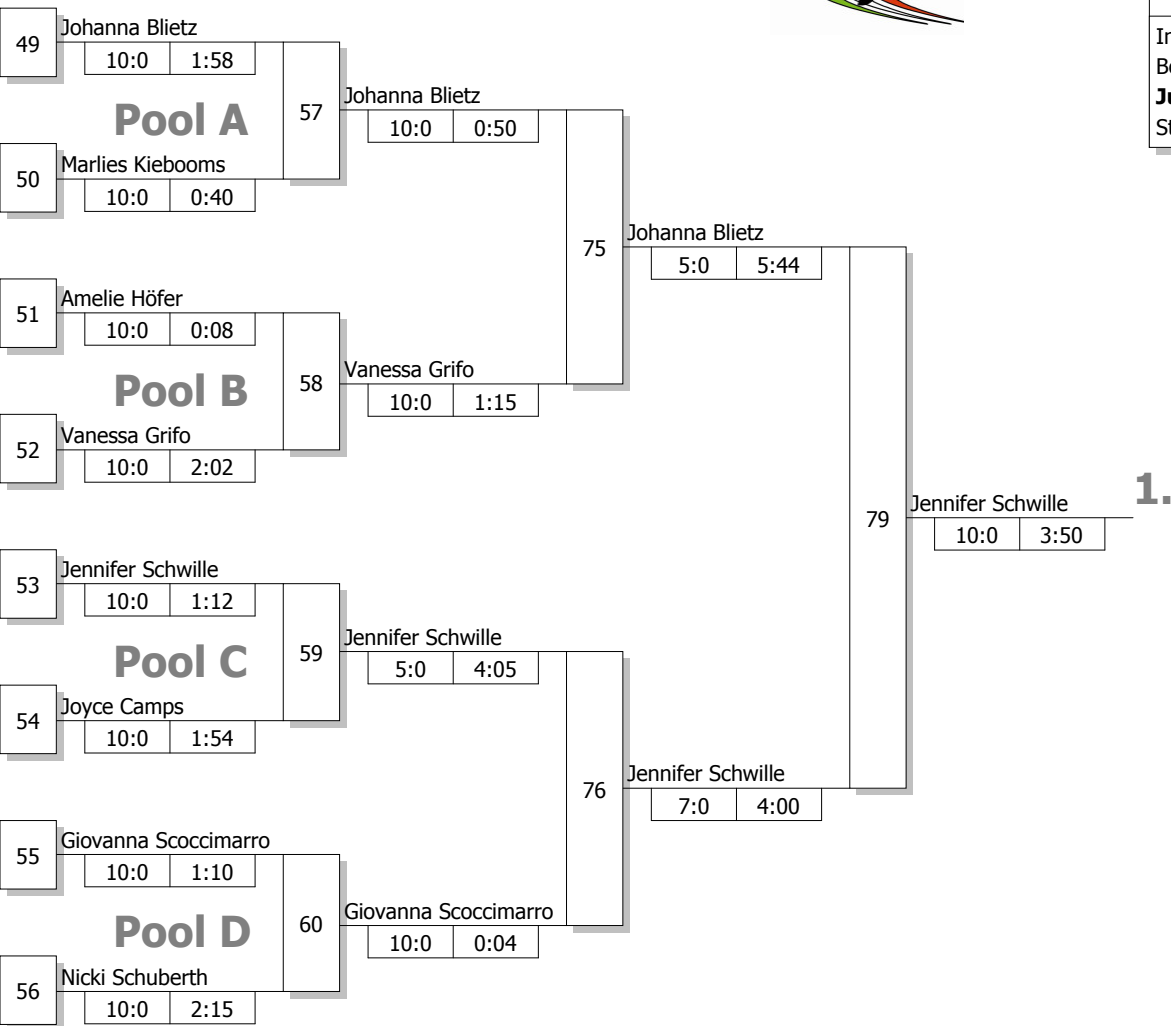 49
Johanna Blietz
10:0 1:58
Pool A
57
Johanna Blietz
10:0 0:50
50
Marlies Kiebooms
10:0 0:40
75
Johanna Blietz
5:0 5:44
51
Amelie Höfer
10:0 0:08
Pool B
58
Vanessa Grifo
10:0 1:15
52
Vanessa Grifo
10:0 2:02
79
Jennifer Schwille
10:0 3:50
1.
53
Jennifer Schwille
10:0 1:12
Pool C
59
Jennifer Schwille
5:0 4:05
54
Joyce Camps
10:0 1:54
76
Jennifer Schwille
7:0 4:00
55
Giovanna Scoccimarro
10:0 1:10
Pool D
60
Giovanna Scoccimarro
10:0 0:04
56
Nicki Schuberth
10:0 2:15